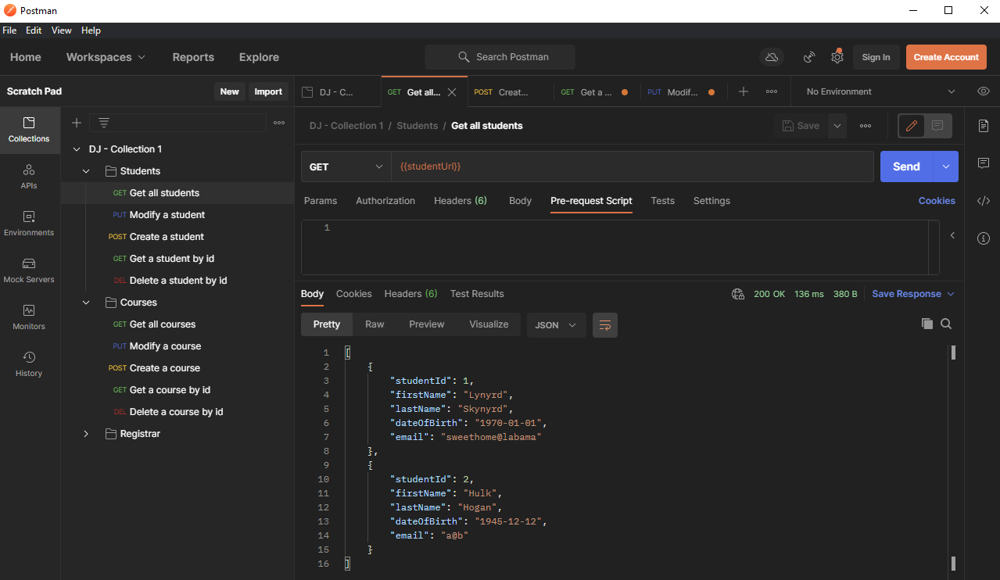 Postman
File Edit View Help
Home Workspaces Reports Explore Search Postman Sign In Create Account
Scratch Pad New Import
DJ - C... GET Get all... POST Creat... GET Get a ... PUT Modif... No Environment
Collections
APIs
Environments
Mock Servers
Monitors
History
DJ - Collection 1
Students
GET Get all students
PUT Modify a student
POST Create a student
GET Get a student by id
DEL Delete a student by id
Courses
GET Get all courses
PUT Modify a course
POST Create a course
GET Get a course by id
DEL Delete a course by id
Registrar
DJ - Collection 1 / Students / Get all students Save
GET {{studentUrl}} Send
Params Authorization Headers (6) Body Pre-request Script Tests Settings Cookies
1
Body Cookies Headers (6) Test Results 200 OK 136 ms 380 B Save Response
Pretty Raw Preview Visualize JSON
1 [
2 {
3 "studentId": 1,
4 "firstName": "Lynyrd",
5 "lastName": "Skynyrd",
6 "dateOfBirth": "1970-01-01",
7 "email": "sweethome@labama"
8 },
9 {
10 "studentId": 2,
11 "firstName": "Hulk",
12 "lastName": "Hogan",
13 "dateOfBirth": "1945-12-12",
14 "email": "a@b"
15 }
16 ]